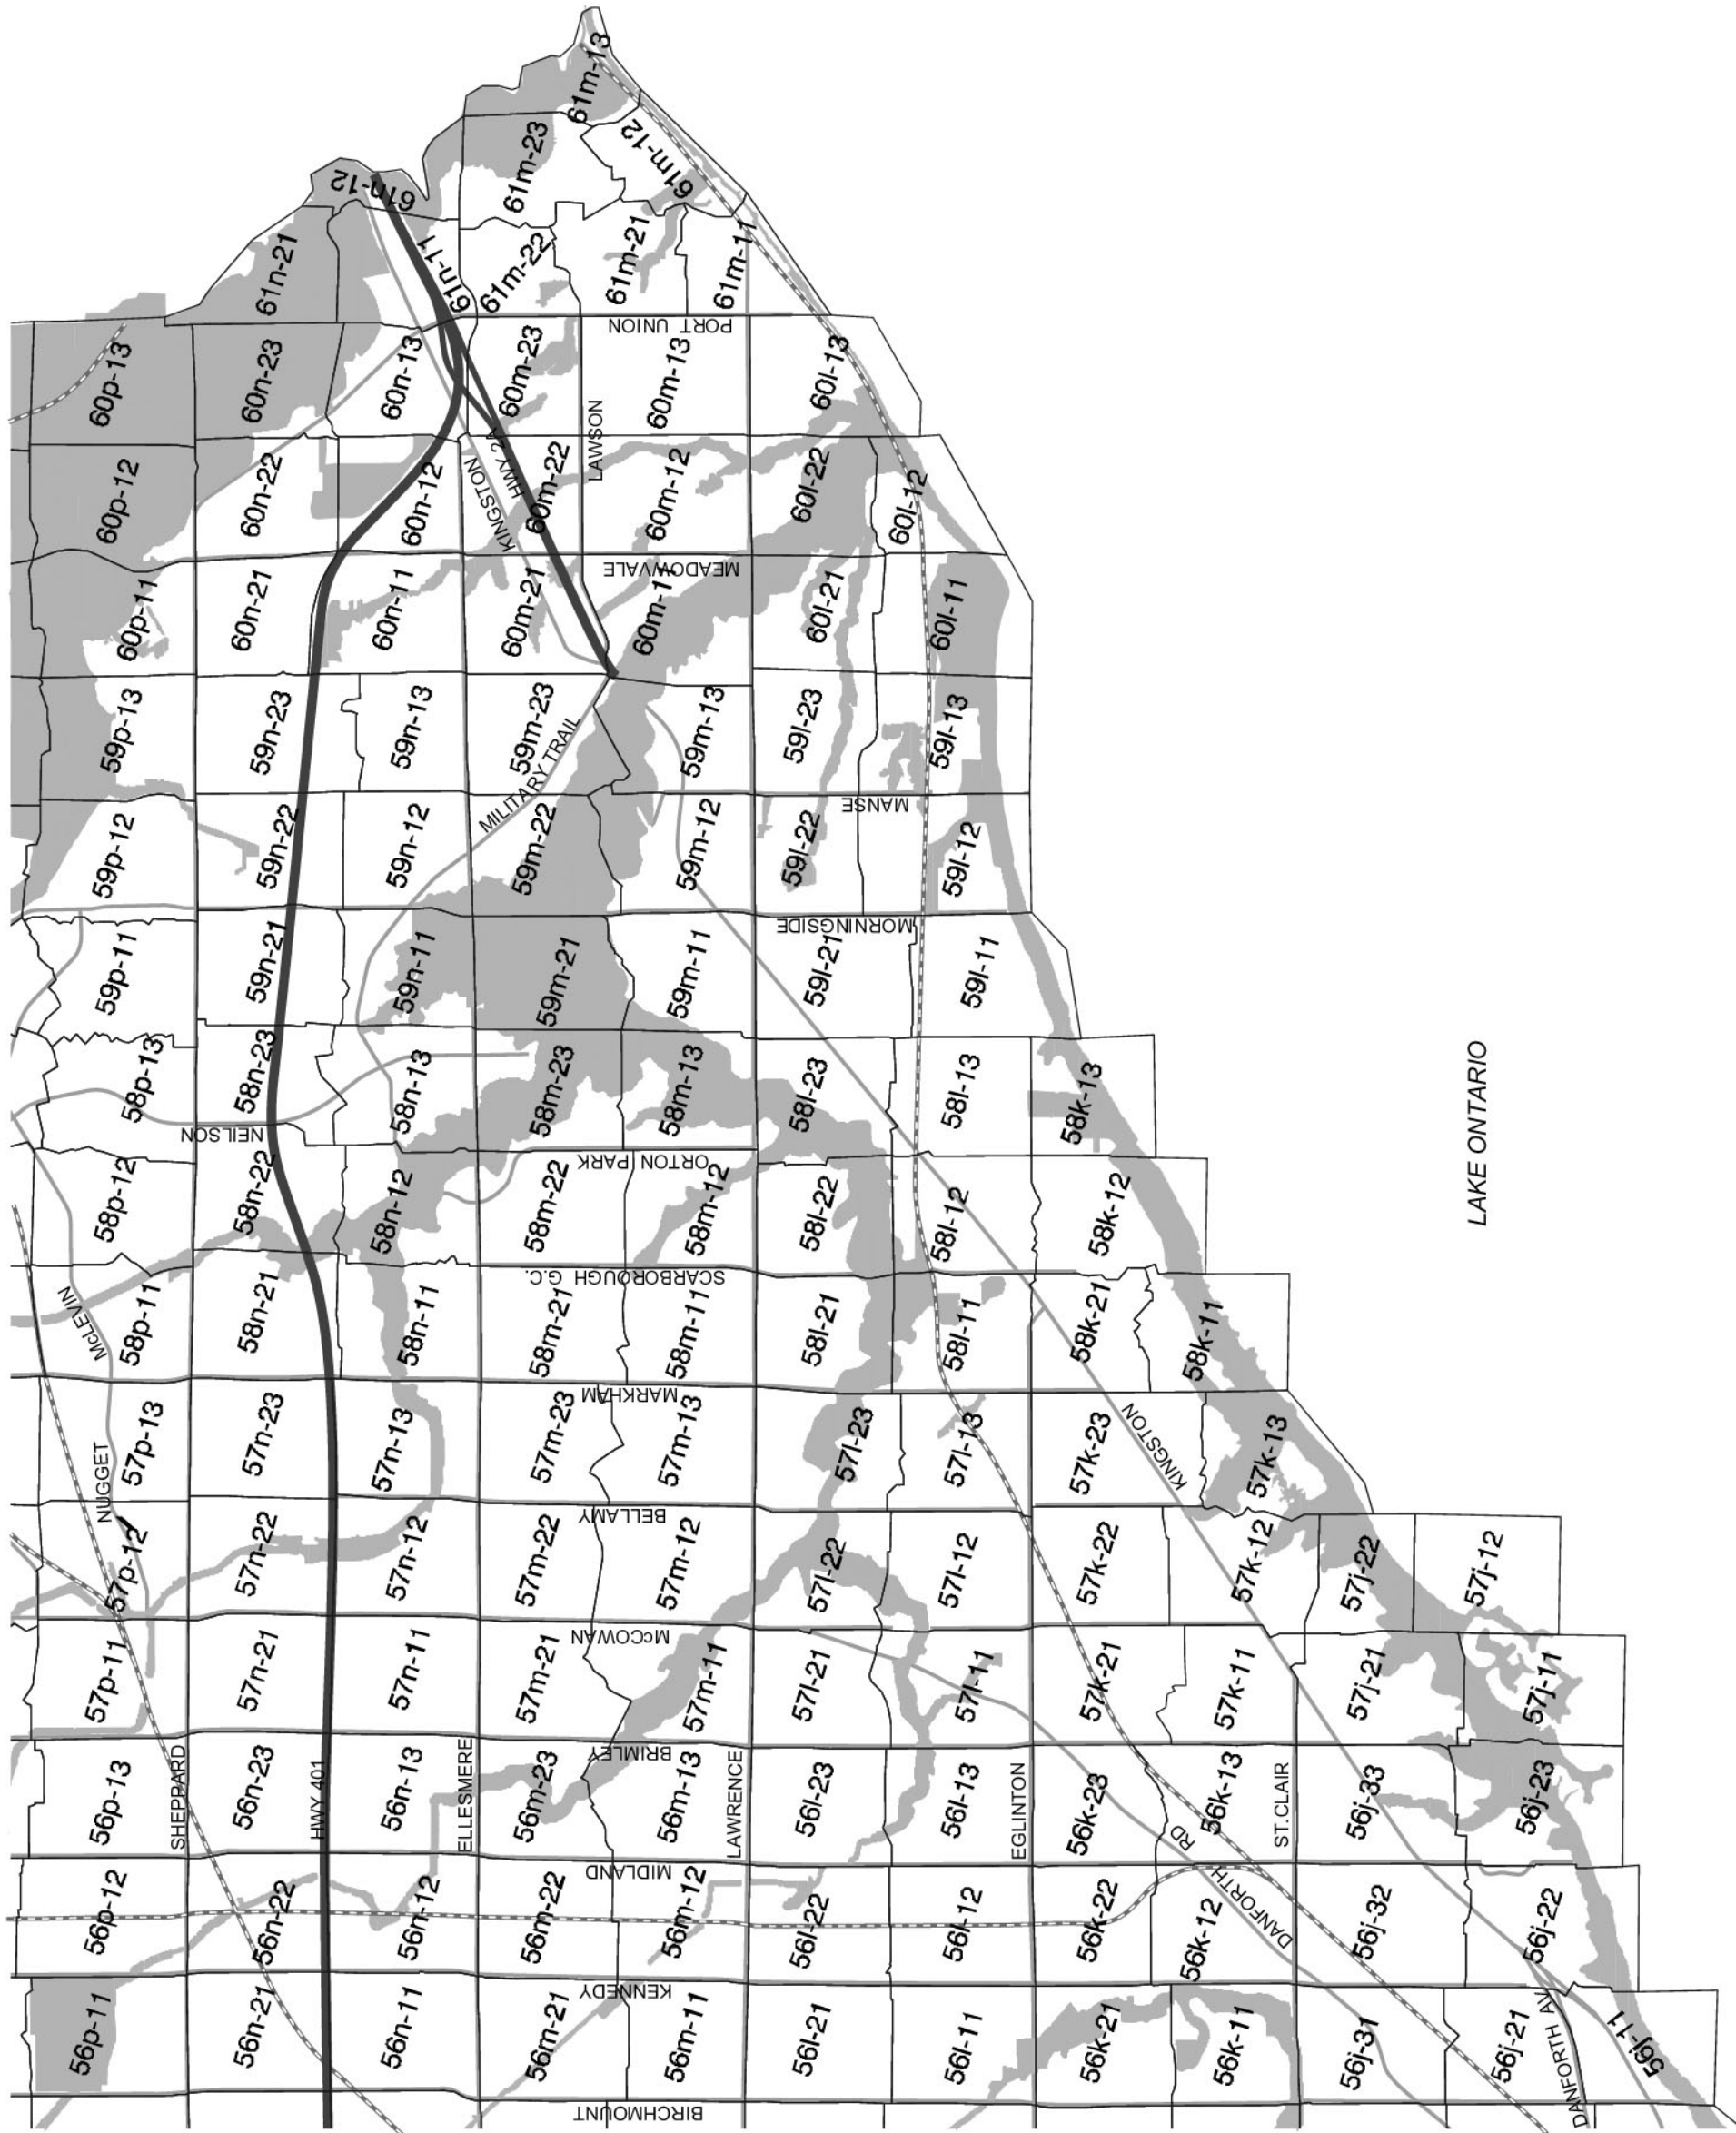 61m-13
61m-12
61m-23
61n-12
61n-21
61n-11
61m-22
61m-21
61m-11
PORT UNION
60p-13
60n-23
60n-13
60m-23
60m-13
60l-13
LAWSON
HWY 2A
KINGSTON
60p-12
60n-22
60n-12
60m-22
60m-12
60l-22
60l-12
MEADOWVALE
60p-11
60n-21
60n-11
60m-21
60m-11
60l-21
60l-11
59p-13
59n-23
59n-13
59m-23
59m-13
59l-23
59l-13
MILITARY TRAIL
MANSE
59p-12
59n-22
59n-12
59m-22
59m-12
59l-22
59l-12
MORNINGSIDE
59p-11
59n-21
59n-11
59m-21
59m-11
59l-21
59l-11
58p-13
58n-23
58n-13
58m-23
58m-13
58l-23
58l-13
58k-13
LAKE ONTARIO
NEILSON
ORTON PARK
58p-12
58n-22
58n-12
58m-22
58m-12
58l-22
58l-12
58k-12
SCARBOROUGH G.C.
McLEVIN
58p-11
58n-21
58n-11
58m-21
58m-11
58l-21
58l-11
58k-21
58k-11
MARKHAM
NUGGET
KINGSTON
57p-13
57n-23
57n-13
57m-23
57m-13
57l-23
57l-13
57k-23
57k-13
BELLAMY
57p-12
57n-22
57n-12
57m-22
57m-12
57l-22
57l-12
57k-22
57k-12
57j-22
57j-12
McCOWAN
57p-11
57n-21
57n-11
57m-21
57m-11
57l-21
57l-11
57k-21
57k-11
57j-21
57j-11
BRIMLEY
SHEPPARD
HWY 401
ELLESMERE
LAWRENCE
EGLINTON
ST.CLAIR
56p-13
56n-23
56n-13
56m-23
56m-13
56l-23
56l-13
56k-23
56k-13
56j-33
56j-23
MIDLAND
DANFORTH RD
56p-12
56n-22
56n-12
56m-22
56m-12
56l-22
56l-12
56k-22
56k-12
56j-32
56j-22
KENNEDY
56p-11
56n-21
56n-11
56m-21
56m-11
56l-21
56l-11
56k-21
56k-11
56j-31
56j-21
56j-11
DANFORTH AV
BIRCHMOUNT